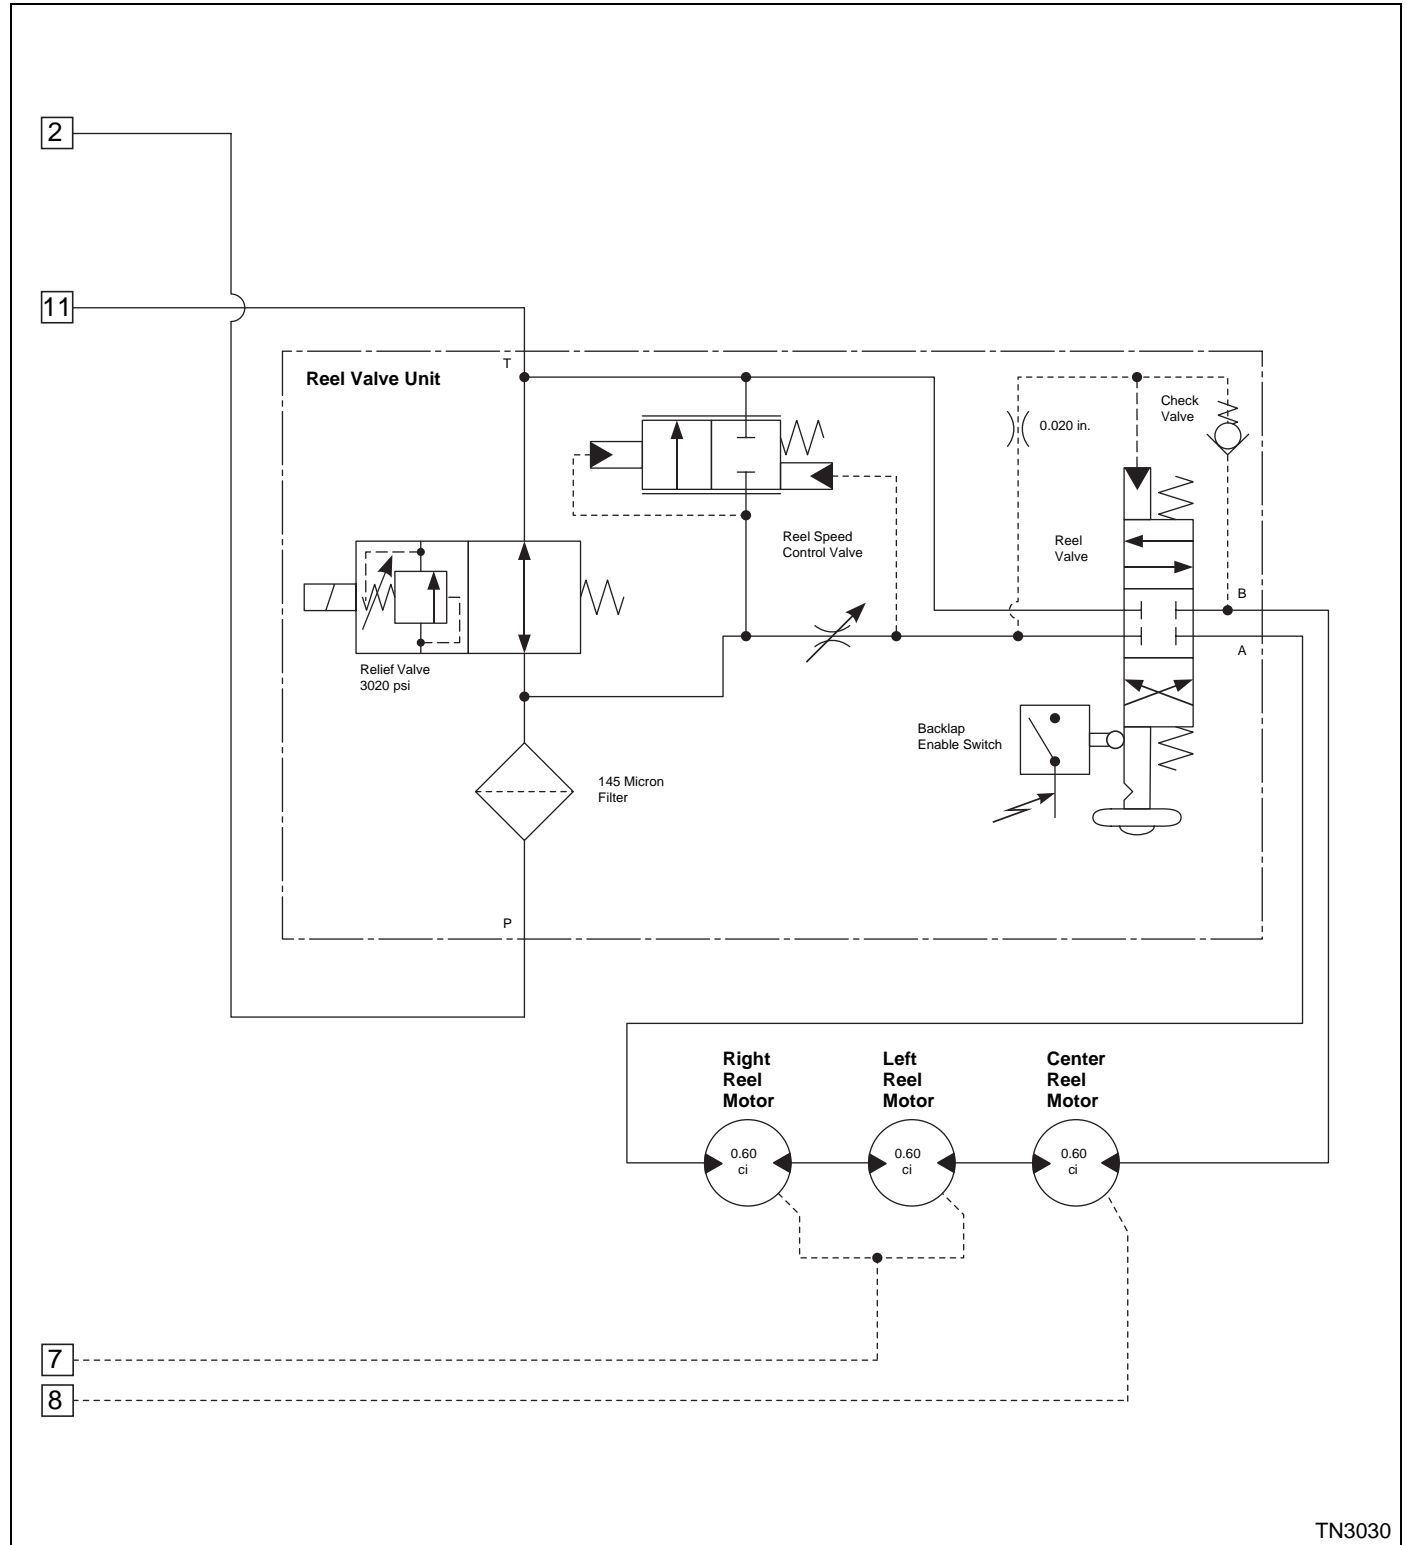 2
11
T
Reel Valve Unit
Check
Valve
0.020 in.
Reel Speed
Control Valve
Reel
Valve
B
A
Relief Valve
3020 psi
Backlap
Enable Switch
145 Micron
Filter
P
Right
Reel
Motor
Left
Reel
Motor
Center
Reel
Motor
0.60
ci
0.60
ci
0.60
ci
7
8
TN3030